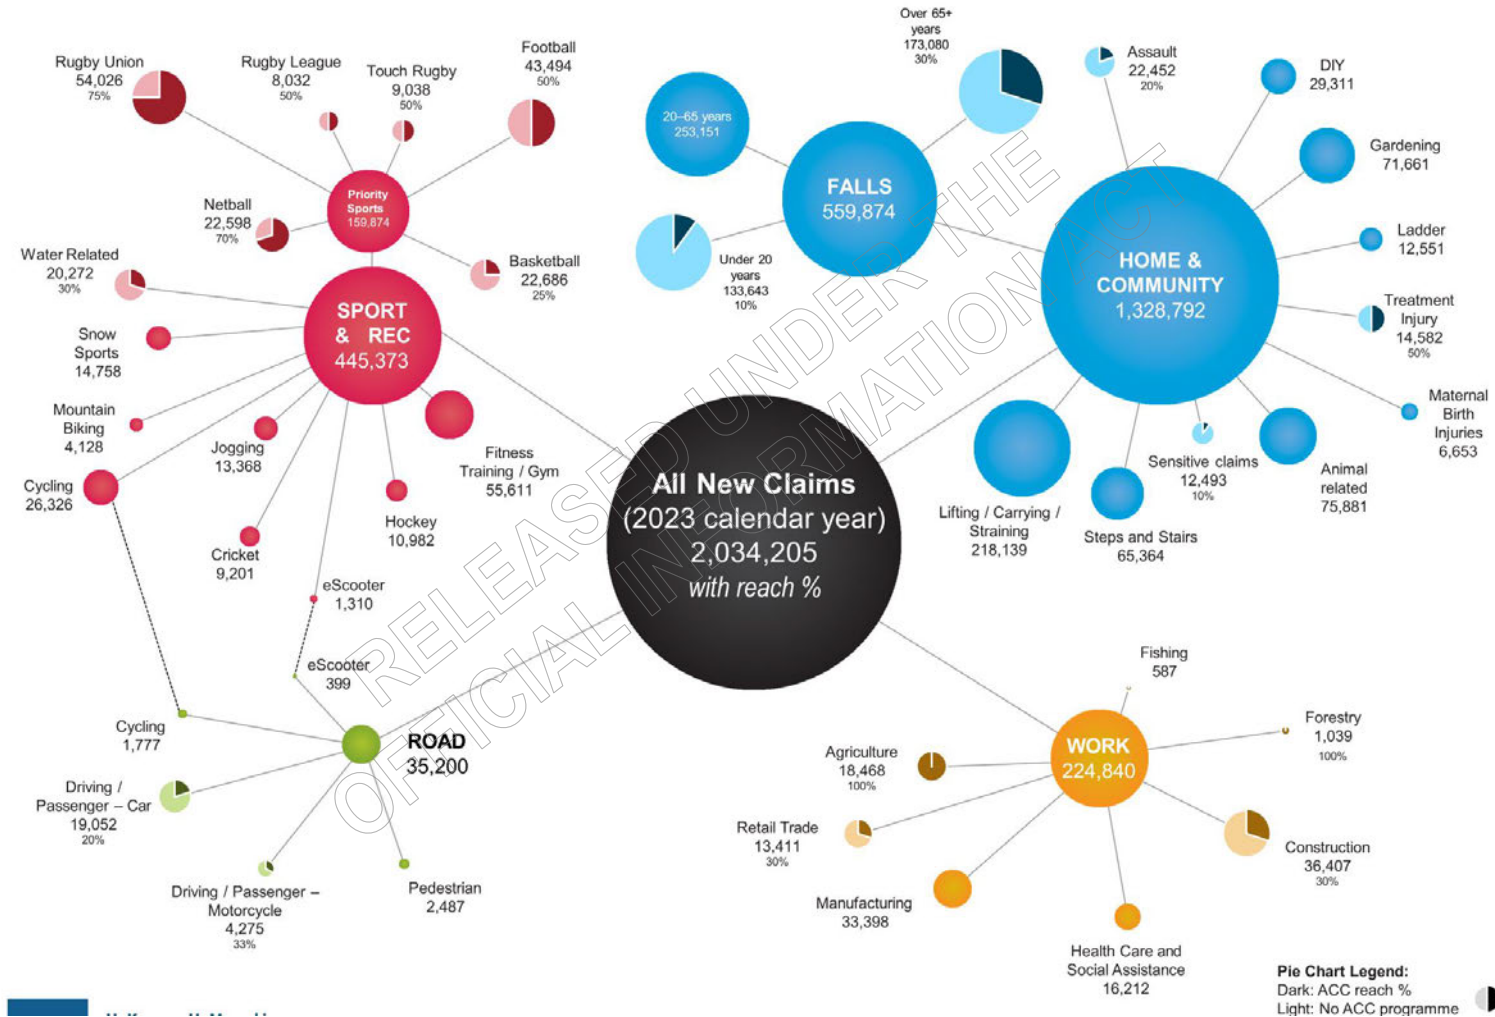 Rugby Union
54,026
75%
Rugby League
8,032
50%
Touch Rugby
9,038
50%
Football
43,494
50%
Priority
Sports
159,874
Netball
22,598
70%
Basketball
22,686
25%
Water Related
20,272
30%
SPORT
& REC
445,373
Snow
Sports
14,758
Mountain
Biking
4,128
Jogging
13,368
Fitness
Training / Gym
55,611
Cycling
26,326
Hockey
10,982
Cricket
9,201
eScooter
1,310
eScooter
399
Cycling
1,777
ROAD
35,200
Driving /
Passenger – Car
19,052
20%
Driving / Passenger –
Motorcycle
4,275
33%
Pedestrian
2,487
All New Claims
(2023 calendar year)
2,034,205
with reach %
Over 65+
years
173,080
30%
20–65 years
253,151
FALLS
559,874
Under 20
years
133,643
10%
Assault
22,452
20%
DIY
29,311
Gardening
71,661
Ladder
12,551
HOME &
COMMUNITY
1,328,792
Treatment
Injury
14,582
50%
Maternal
Birth
Injuries
6,653
Lifting / Carrying /
Straining
218,139
Steps and Stairs
65,364
Sensitive claims
12,493
10%
Animal
related
75,881
Fishing
587
Forestry
1,039
100%
WORK
224,840
Agriculture
18,468
100%
Retail Trade
13,411
30%
Manufacturing
33,398
Health Care and
Social Assistance
16,212
Construction
36,407
30%
Pie Chart Legend:
Dark: ACC reach %
Light: No ACC programme
RELEASED UNDER THE
OFFICIAL INFORMATION ACT